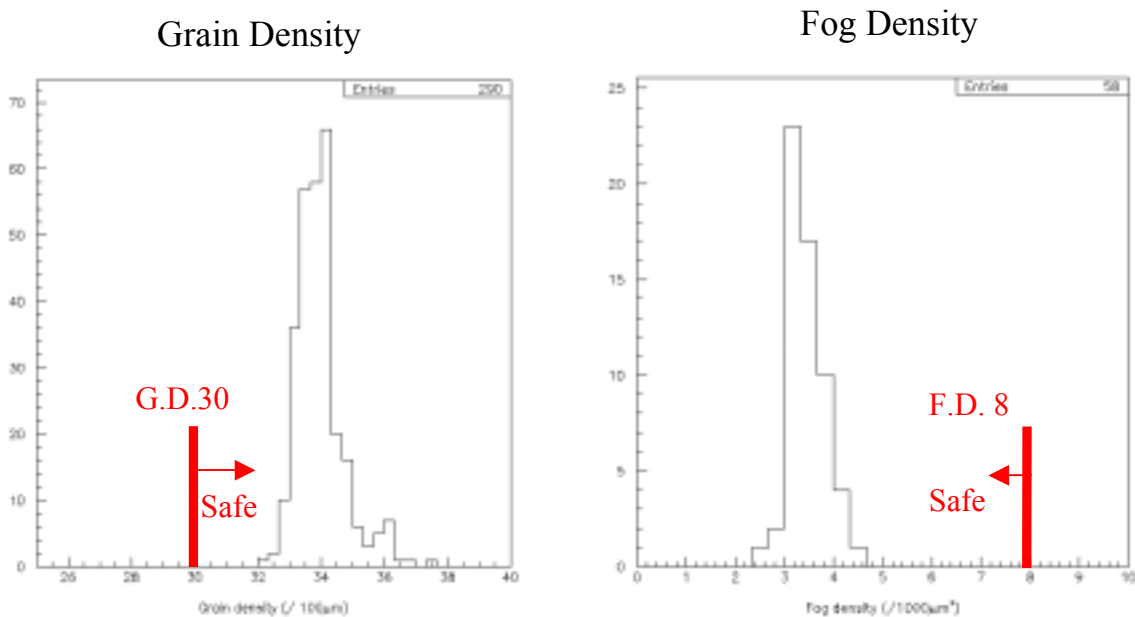 Grain Density
Entries 290
70
60
50
40
30
20
10
0
G.D.30
Safe
26 28 30 32 34 36 38 40
Grain density (/ 100μm)
Fog Density
Entries 58
25
20
15
10
5
0
F.D. 8
Safe
0 1 2 3 4 5 6 7 8 9 10
Fog density (/1000μm³)